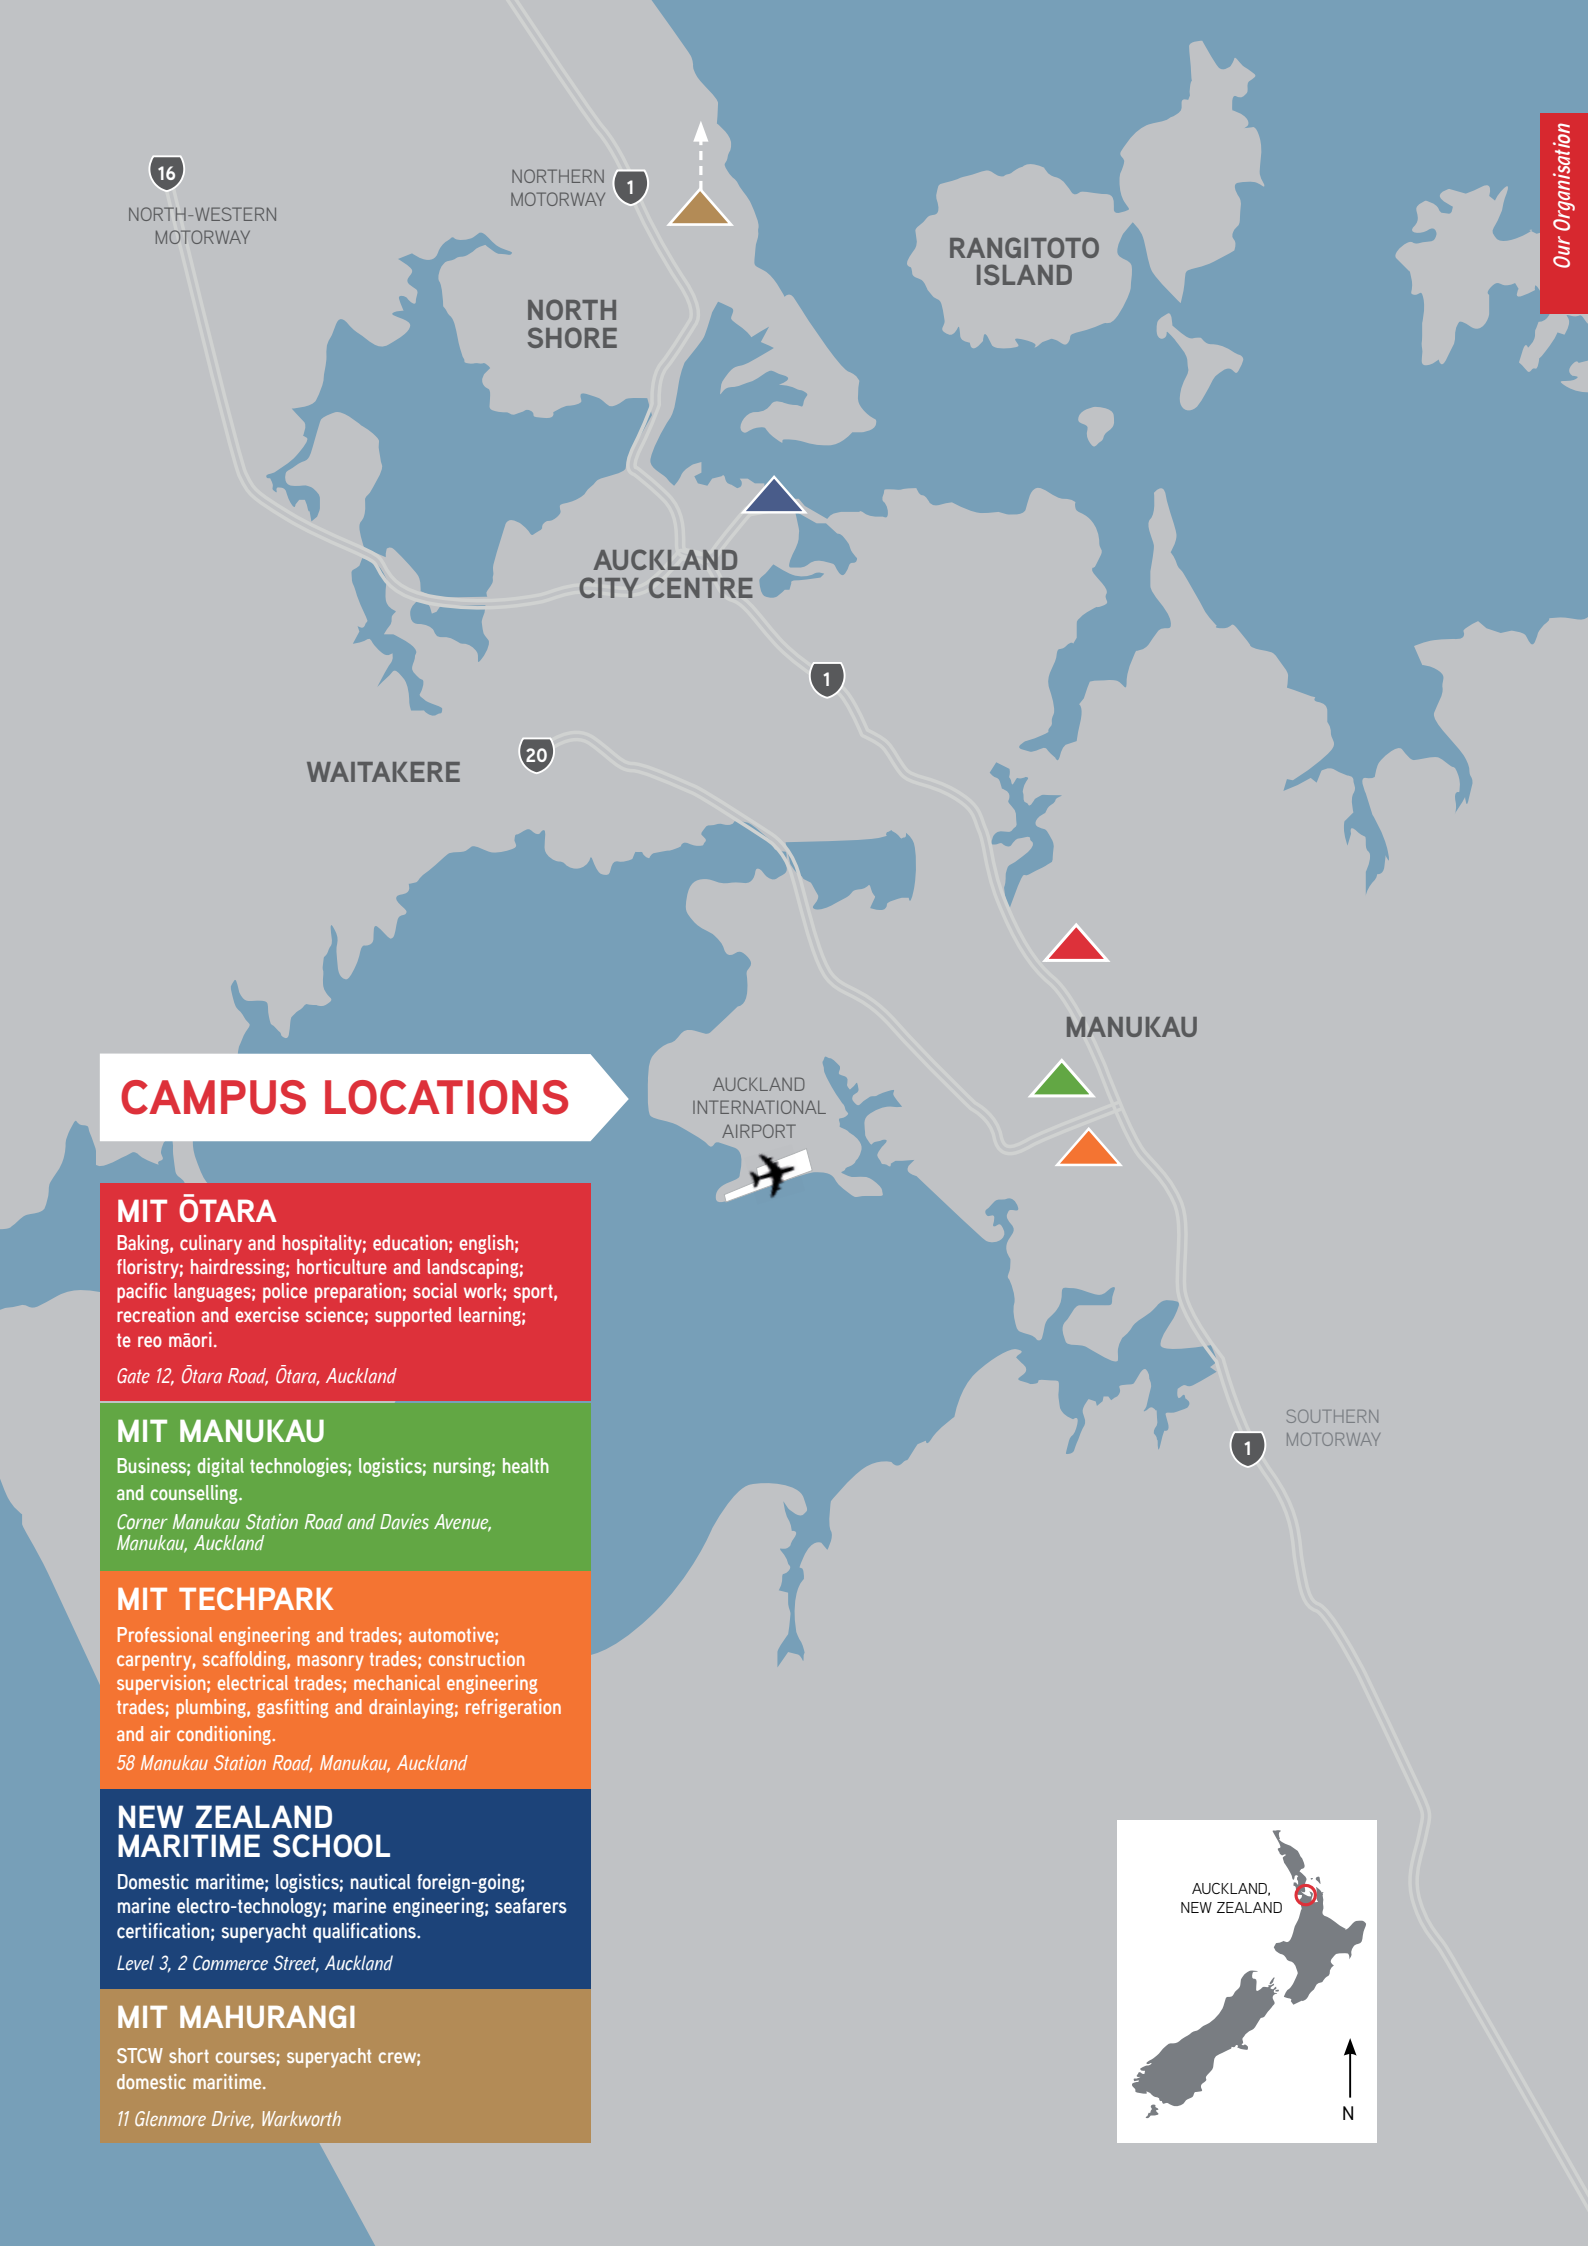 Our Organisation
16
NORTH-WESTERN
MOTORWAY
NORTHERN
MOTORWAY
1
RANGITOTO
ISLAND
NORTH
SHORE
AUCKLAND
CITY CENTRE
1
20
WAITAKERE
MANUKAU
AUCKLAND
INTERNATIONAL
AIRPORT
SOUTHERN
MOTORWAY
1
CAMPUS LOCATIONS
MIT ŌTARA
Baking, culinary and hospitality; education; english;
floristry; hairdressing; horticulture and landscaping;
pacific languages; police preparation; social work; sport,
recreation and exercise science; supported learning;
te reo māori.
Gate 12, Ōtara Road, Ōtara, Auckland
MIT MANUKAU
Business; digital technologies; logistics; nursing; health
and counselling.
Corner Manukau Station Road and Davies Avenue,
Manukau, Auckland
MIT TECHPARK
Professional engineering and trades; automotive;
carpentry, scaffolding, masonry trades; construction
supervision; electrical trades; mechanical engineering
trades; plumbing, gasfitting and drainlaying; refrigeration
and air conditioning.
58 Manukau Station Road, Manukau, Auckland
NEW ZEALAND
MARITIME SCHOOL
Domestic maritime; logistics; nautical foreign-going;
marine electro-technology; marine engineering; seafarers
certification; superyacht qualifications.
Level 3, 2 Commerce Street, Auckland
MIT MAHURANGI
STCW short courses; superyacht crew;
domestic maritime.
11 Glenmore Drive, Warkworth
AUCKLAND,
NEW ZEALAND
N